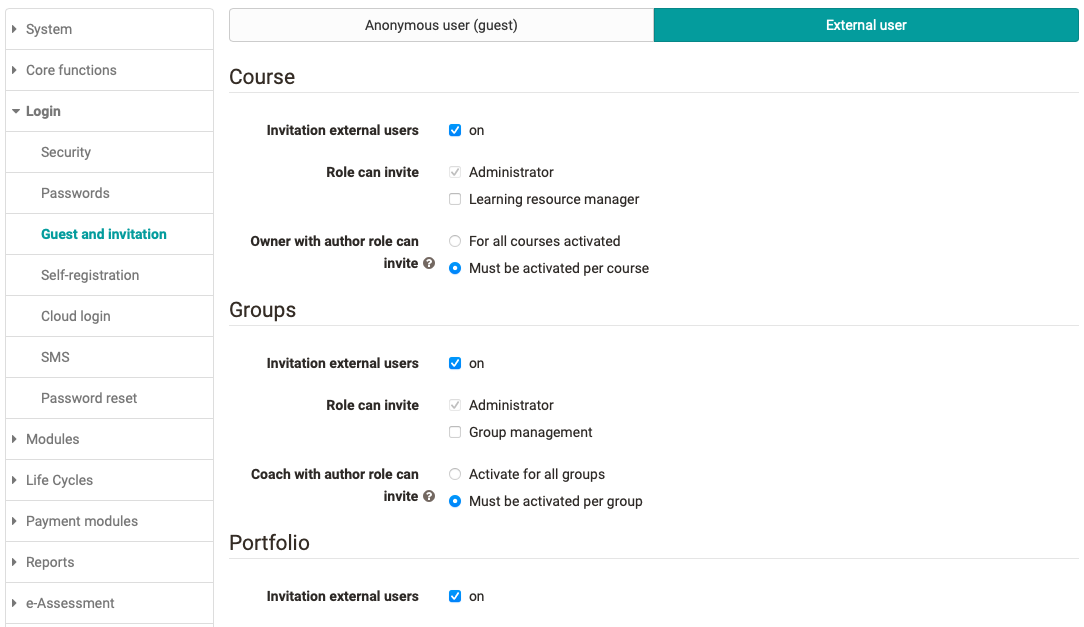 System
Core functions
Login
Security
Passwords
Guest and invitation
Self-registration
Cloud login
SMS
Password reset
Modules
Life Cycles
Payment modules
Reports
e-Assessment
Anonymous user (guest)
External user
Course
Invitation external users
on
Role can invite
Administrator
Learning resource manager
Owner with author role can
invite
For all courses activated
Must be activated per course
Groups
Invitation external users
on
Role can invite
Administrator
Group management
Coach with author role can
invite
Activate for all groups
Must be activated per group
Portfolio
Invitation external users
on